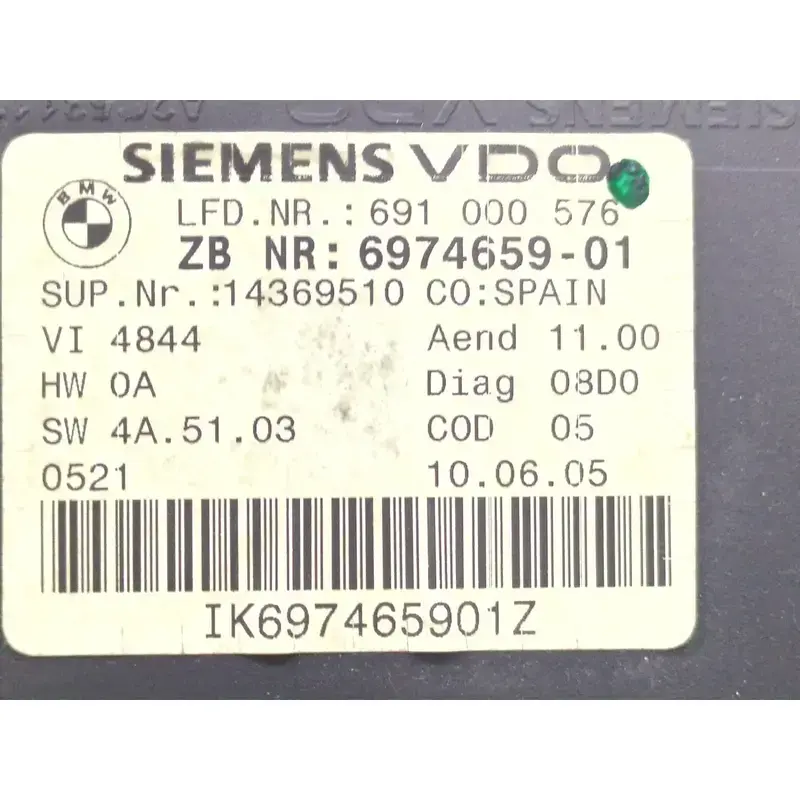 SIEMENS VDO
BMW
LFD.NR.: 691 000 576
ZB NR: 6974659-01
SUP.Nr.:14369510 CO:SPAIN
VI 4844 Aend 11.00
HW 0A Diag 08D0
SW 4A.51.03 COD 05
0521 10.06.05
IK697465901Z